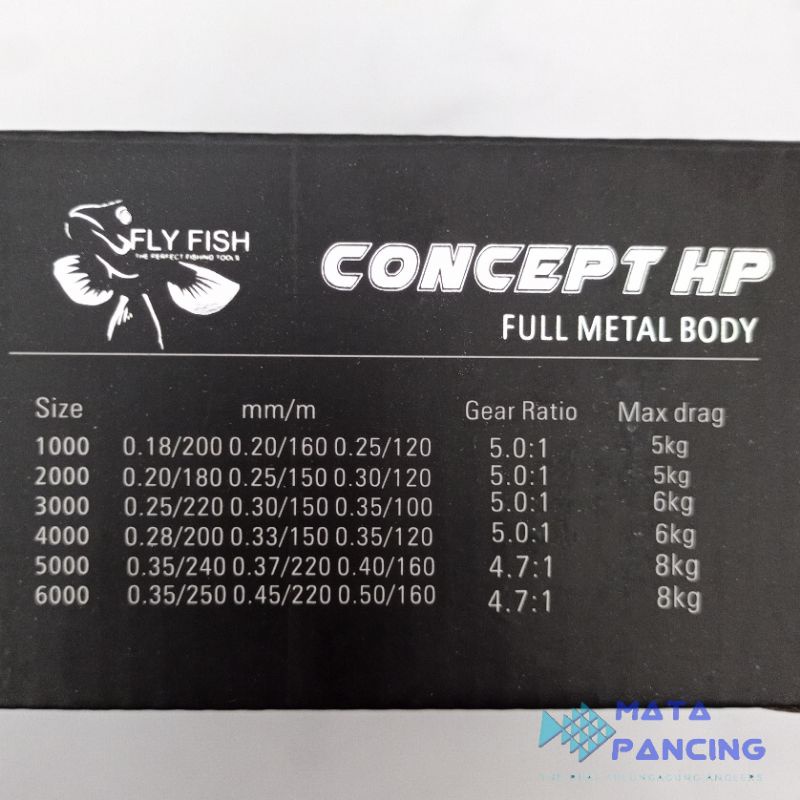 FLY FISH
THE PERFECT FISHING TOOLS
CONCEPT HP
FULL METAL BODY
Size mm/m Gear Ratio Max drag
1000 0.18/200 0.20/160 0.25/120 5.0:1 5kg
2000 0.20/180 0.25/150 0.30/120 5.0:1 5kg
3000 0.25/220 0.30/150 0.35/100 5.0:1 6kg
4000 0.28/200 0.33/150 0.35/120 5.0:1 6kg
5000 0.35/240 0.37/220 0.40/160 4.7:1 8kg
6000 0.35/250 0.45/220 0.50/160 4.7:1 8kg
MATA
PANCING
TULUNGAGUNG ANGLERS